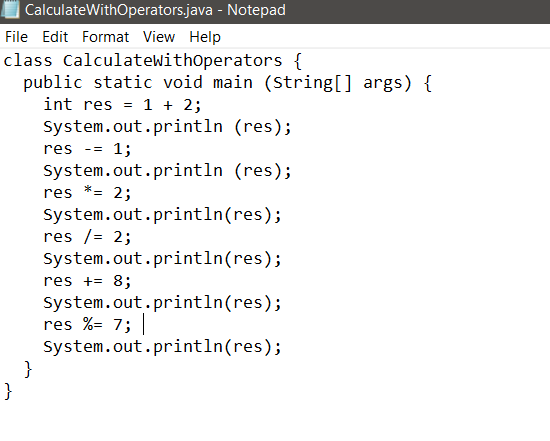 CalculateWithOperators.java - Notepad
File Edit Format View Help
class CalculateWithOperators {
  public static void main (String[] args) {
    int res = 1 + 2;
    System.out.println (res);
    res -= 1;
    System.out.println (res);
    res *= 2;
    System.out.println(res);
    res /= 2;
    System.out.println(res);
    res += 8;
    System.out.println(res);
    res %= 7;
    System.out.println(res);
  }
}